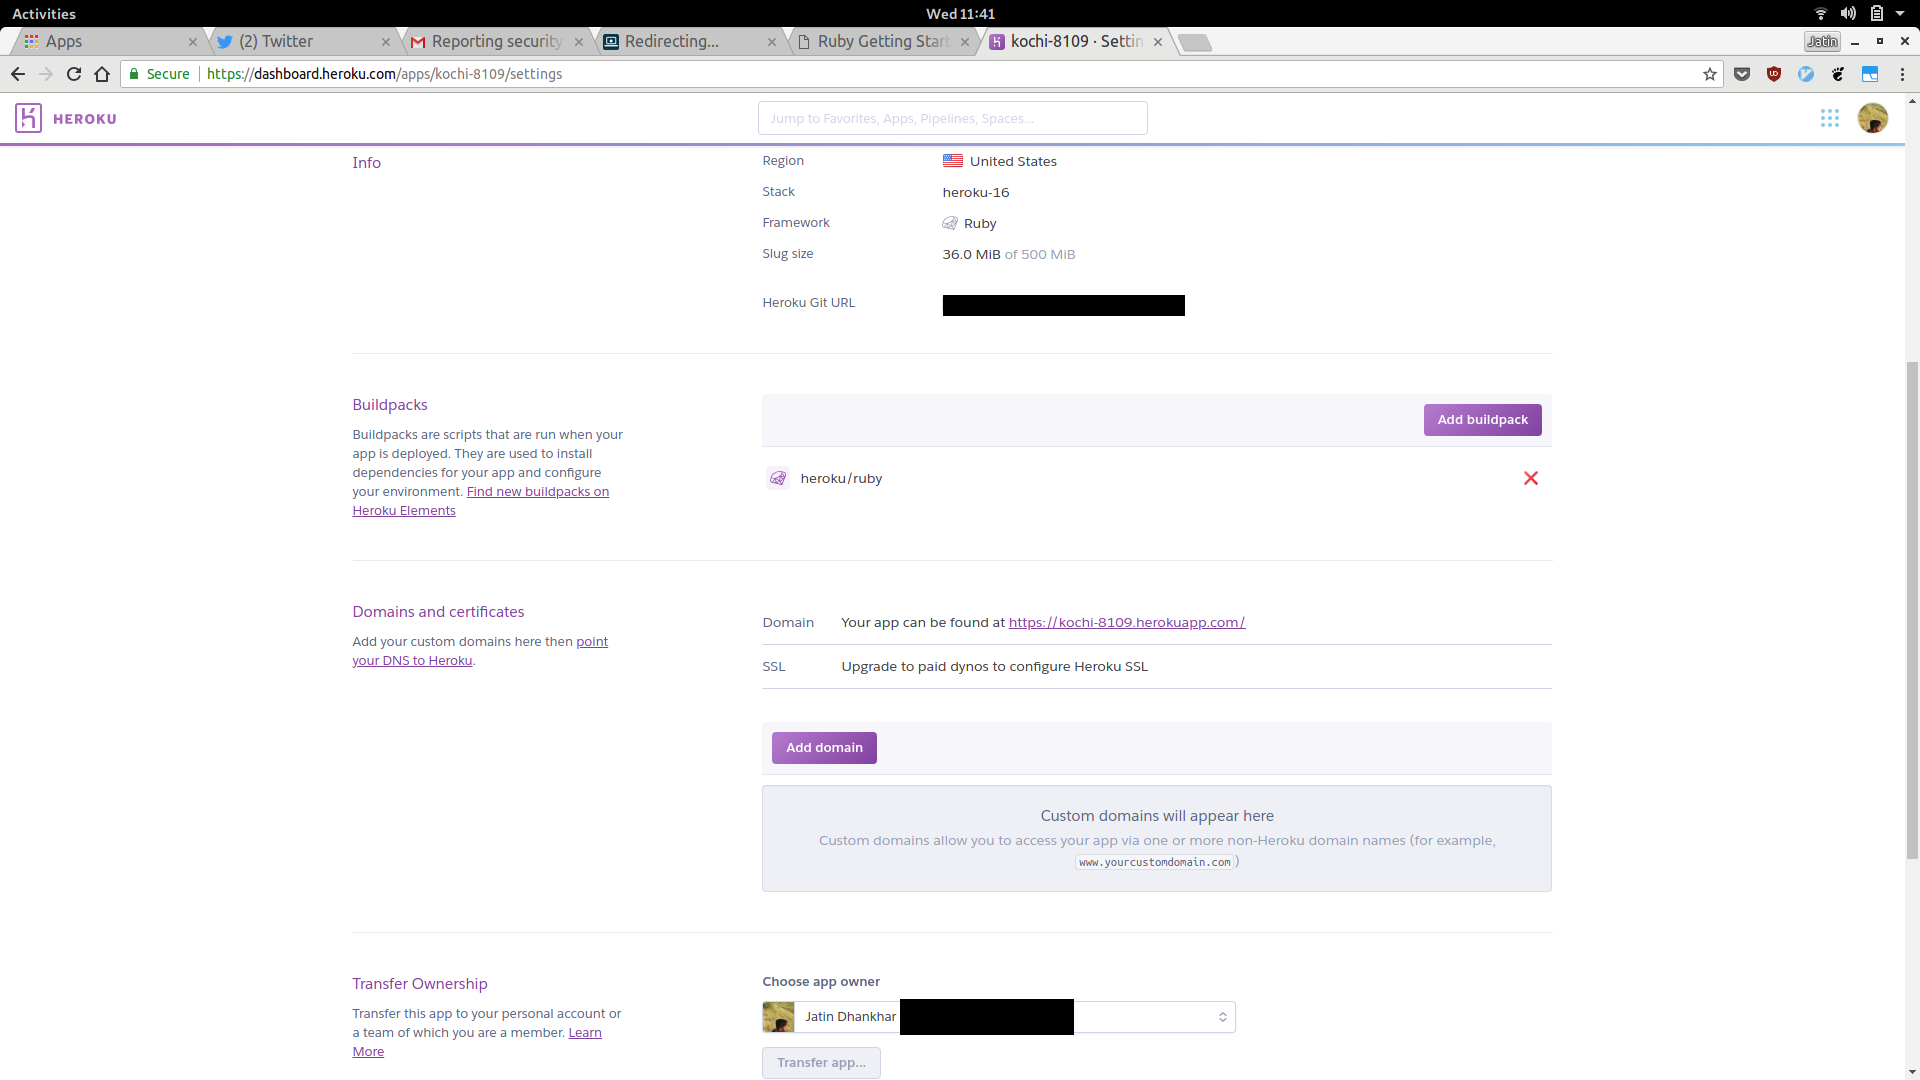 Activities
Wed 11:41
Apps
(2) Twitter
Reporting security
Redirecting...
Ruby Getting Start
kochi-8109 · Settin
Jatin
Secure
https://dashboard.heroku.com/apps/kochi-8109/settings
HEROKU
Jump to Favorites, Apps, Pipelines, Spaces...
Info
Region
United States
Stack
heroku-16
Framework
Ruby
Slug size
36.0 MiB of 500 MiB
Heroku Git URL
Buildpacks
Buildpacks are scripts that are run when your
app is deployed. They are used to install
dependencies for your app and configure
your environment. Find new buildpacks on
Heroku Elements
Add buildpack
heroku/ruby
Domains and certificates
Add your custom domains here then point
your DNS to Heroku.
Domain
Your app can be found at https://kochi-8109.herokuapp.com/
SSL
Upgrade to paid dynos to configure Heroku SSL
Add domain
Custom domains will appear here
Custom domains allow you to access your app via one or more non-Heroku domain names (for example,
www.yourcustomdomain.com)
Transfer Ownership
Transfer this app to your personal account or
a team of which you are a member. Learn
More
Choose app owner
Jatin Dhankhar
Transfer app...